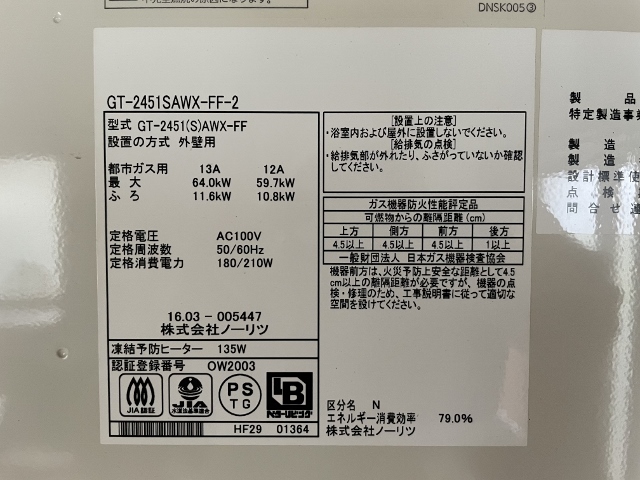 DNSK005③
GT-2451SAWX-FF-2
型式 GT-2451(S)AWX-FF
設置の方式 外壁用
都市ガス用 13A 12A
最 大 64.0kW 59.7kW
ふ ろ 11.6kW 10.8kW
定格電圧 AC100V
定格周波数 50/60Hz
定格消費電力 180/210W
16.03 - 005447
株式会社ノーリツ
凍結予防ヒーター 135W
認証登録番号 OW2003
JIA認証
JIA
PS
TG
LB
HF29 01364
[設置上の注意]
・浴室内および屋外に設置しないでください。
[給排気の点検]
・給排気部が外れたり、ふさがっていないか確認
してください。
ガス機器防火性能評定品
可燃物からの離隔距離(cm)
上方 側方 前方 後方
4.5以上 4.5以上 4.5以上 1以上
一般財団法人 日本ガス機器検査協会
機器前方は、火災予防上安全な距離として4.5
cm以上の離隔距離が必要ですが、機器の点
検・修理のため、工事説明書に従って適切な
空間を設けてください。
区分名 N
エネルギー消費効率 79.0%
株式会社ノーリツ
製 品
特定製造事業
製 造
製 造
設計標準使
点 検
問合せ連